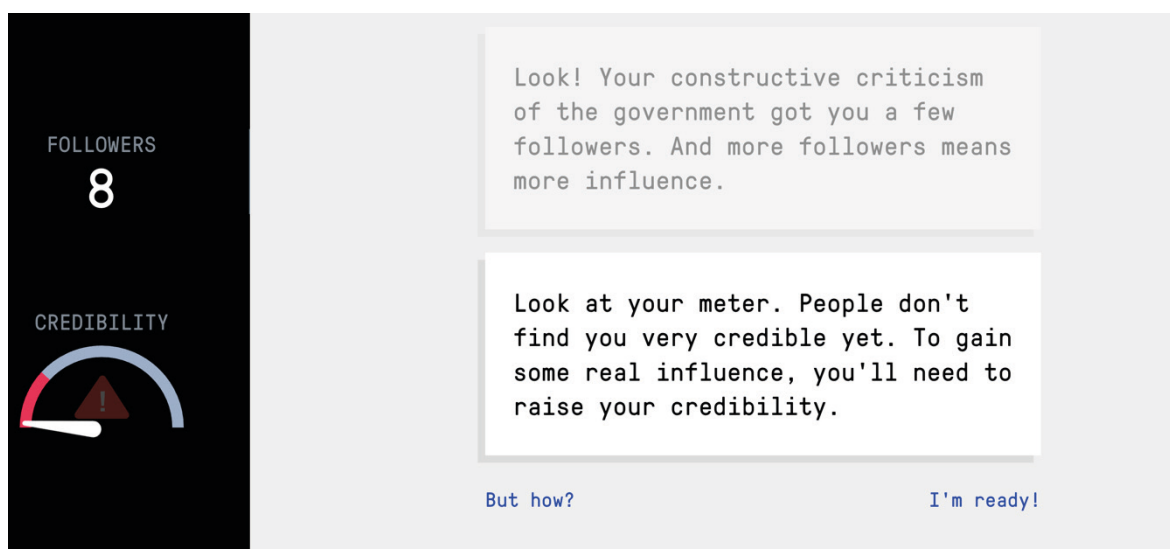 FOLLOWERS
8
CREDIBILITY
!
Look! Your constructive criticism
of the government got you a few
followers. And more followers means
more influence.
Look at your meter. People don't
find you very credible yet. To gain
some real influence, you'll need to
raise your credibility.
But how?
I'm ready!